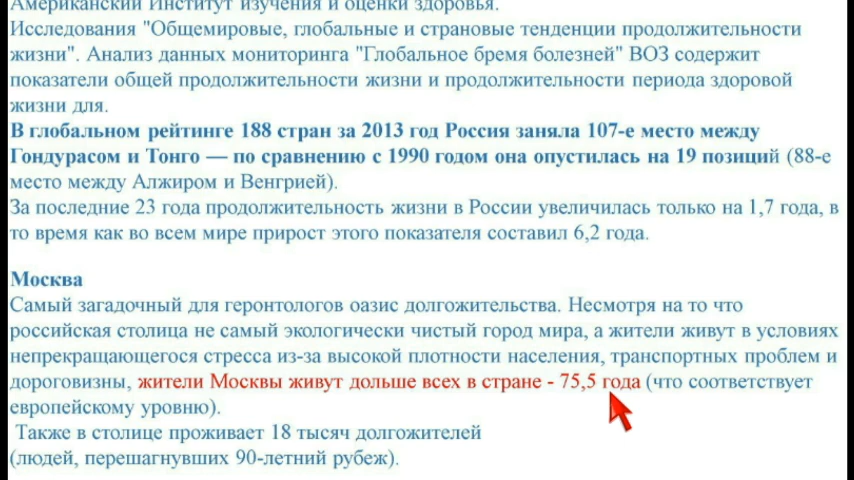 Американский Институт изучения и оценки здоровья.
Исследования "Общемировые, глобальные и страновые тенденции продолжительности
жизни". Анализ данных мониторинга "Глобальное бремя болезней" ВОЗ содержит
показатели общей продолжительности жизни и продолжительности периода здоровой
жизни для.
В глобальном рейтинге 188 стран за 2013 год Россия заняла 107-е место между
Гондурасом и Тонго — по сравнению с 1990 годом она опустилась на 19 позиций (88-е
место между Алжиром и Венгрией).
За последние 23 года продолжительность жизни в России увеличилась только на 1,7 года, в
то время как во всем мире прирост этого показателя составил 6,2 года.
Москва
Самый загадочный для геронтологов оазис долгожительства. Несмотря на то что
российская столица не самый экологически чистый город мира, а жители живут в условиях
непрекращающегося стресса из-за высокой плотности населения, транспортных проблем и
дороговизны, жители Москвы живут дольше всех в стране - 75,5 года (что соответствует
европейскому уровню).
Также в столице проживает 18 тысяч долгожителей
(людей, перешагнувших 90-летний рубеж).